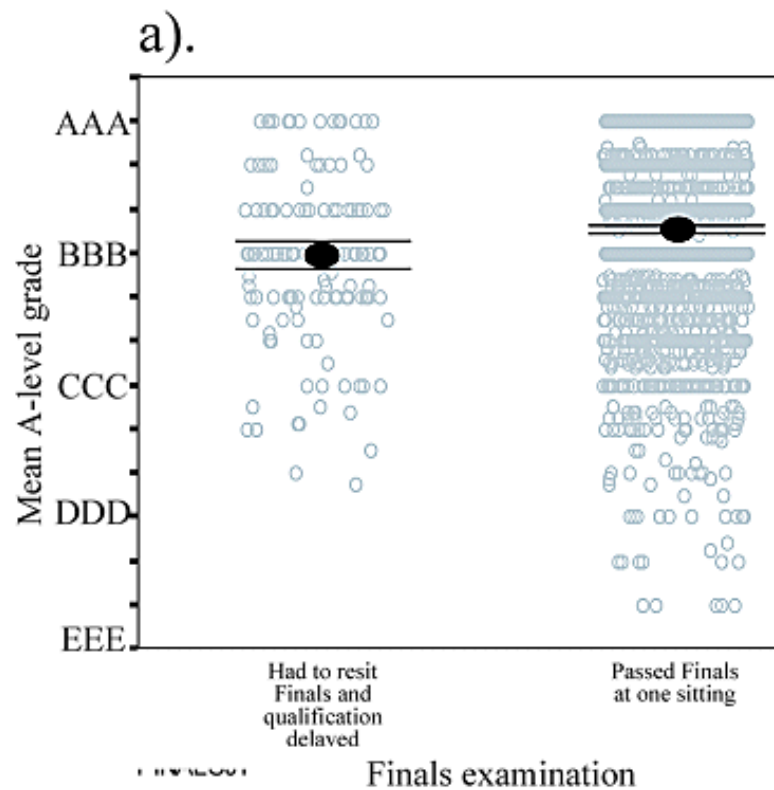 a).
AAA
BBB
CCC
DDD
EEE
Mean A-level grade
Had to resit
Finals and
qualification
delaved
Passed Finals
at one sitting
Finals examination